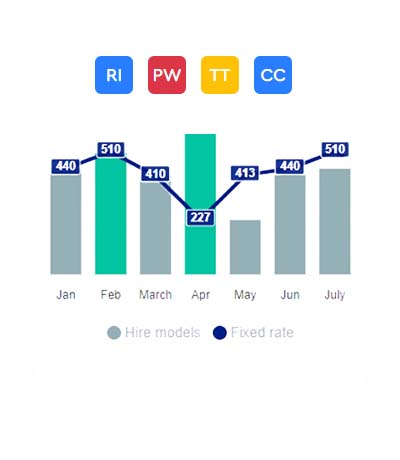 RI PW TT CC
440 510 410 227 413 440 510
Jan Feb March Apr May Jun July
Hire models Fixed rate